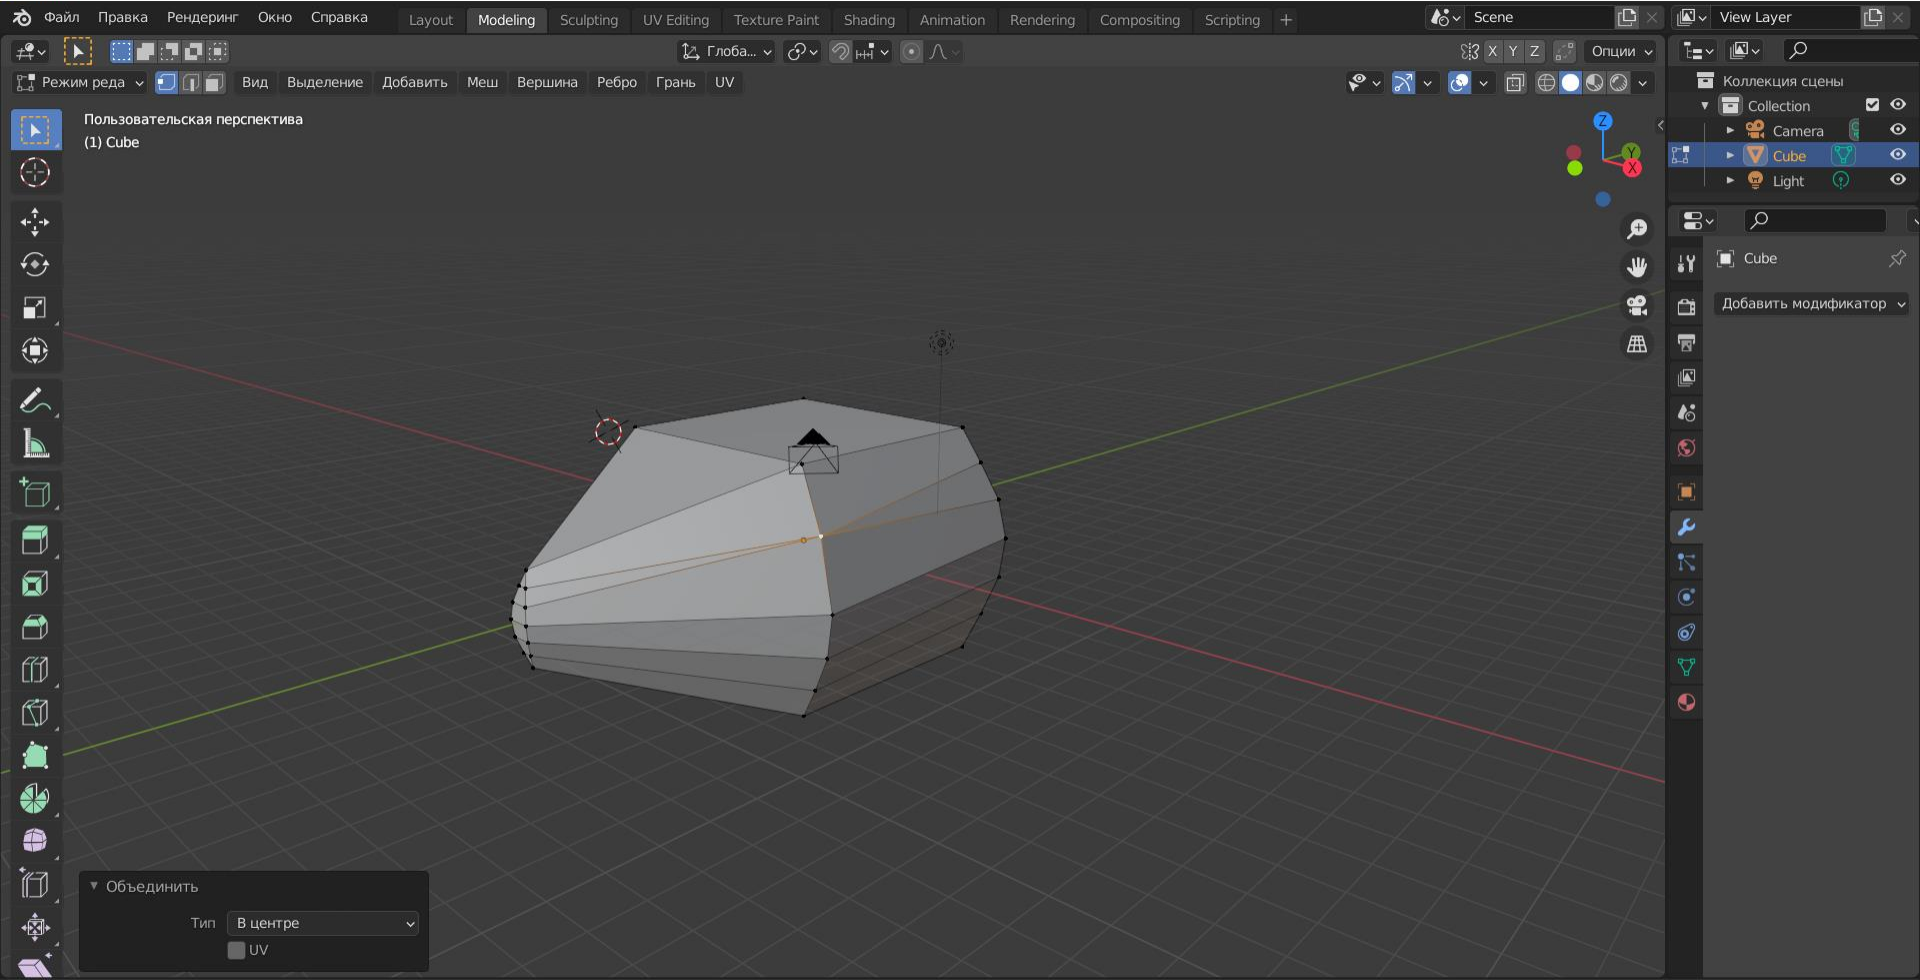 Файл Правка Рендеринг Окно Справка Layout Modeling Sculpting UV Editing Texture Paint Shading Animation Rendering Compositing Scripting + Scene View Layer
Глоба... X Y Z Опции
Режим реда Вид Выделение Добавить Меш Вершина Ребро Грань UV
Пользовательская перспектива
(1) Cube
Z
Y
X
Коллекция сцены
Collection
Camera
Cube
Light
Cube
Добавить модификатор
Объединить
Тип В центре
UV